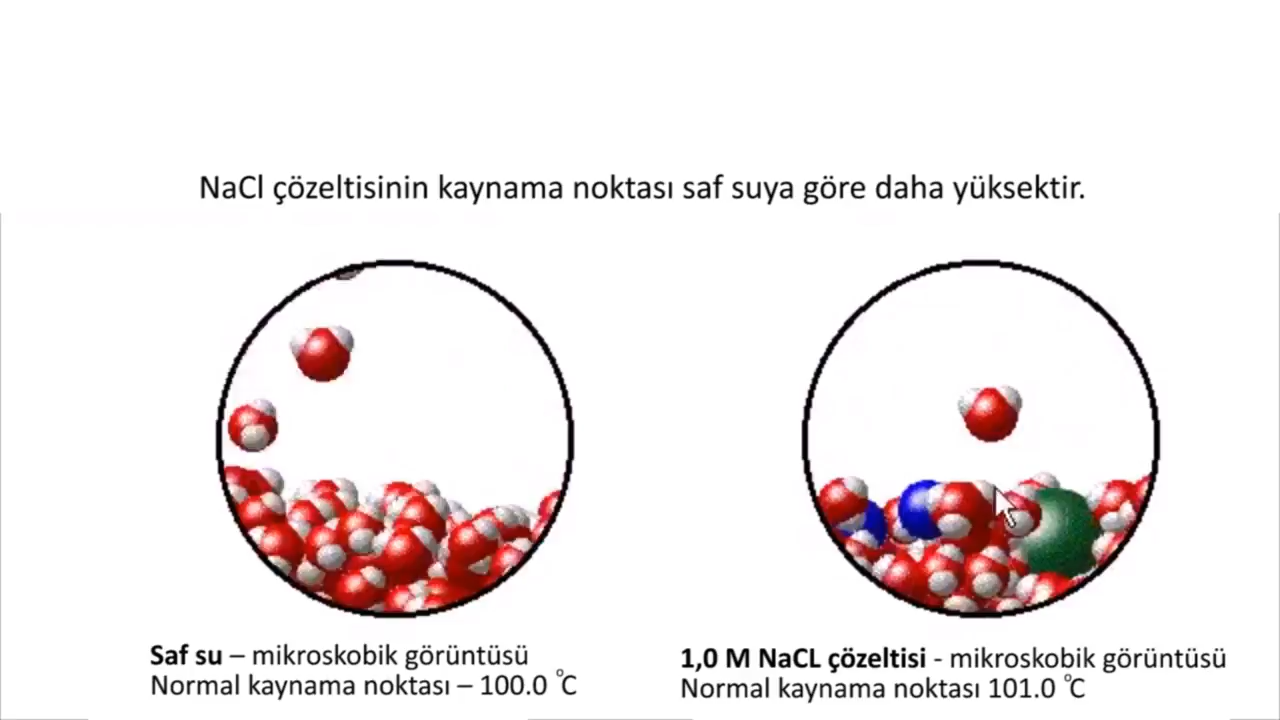 NaCl çözeltisinin kaynama noktası saf suya göre daha yüksektir.
Saf su – mikroskobik görüntüsü
Normal kaynama noktası – 100.0 °C
1,0 M NaCL çözeltisi - mikroskobik görüntüsü
Normal kaynama noktası 101.0 °C